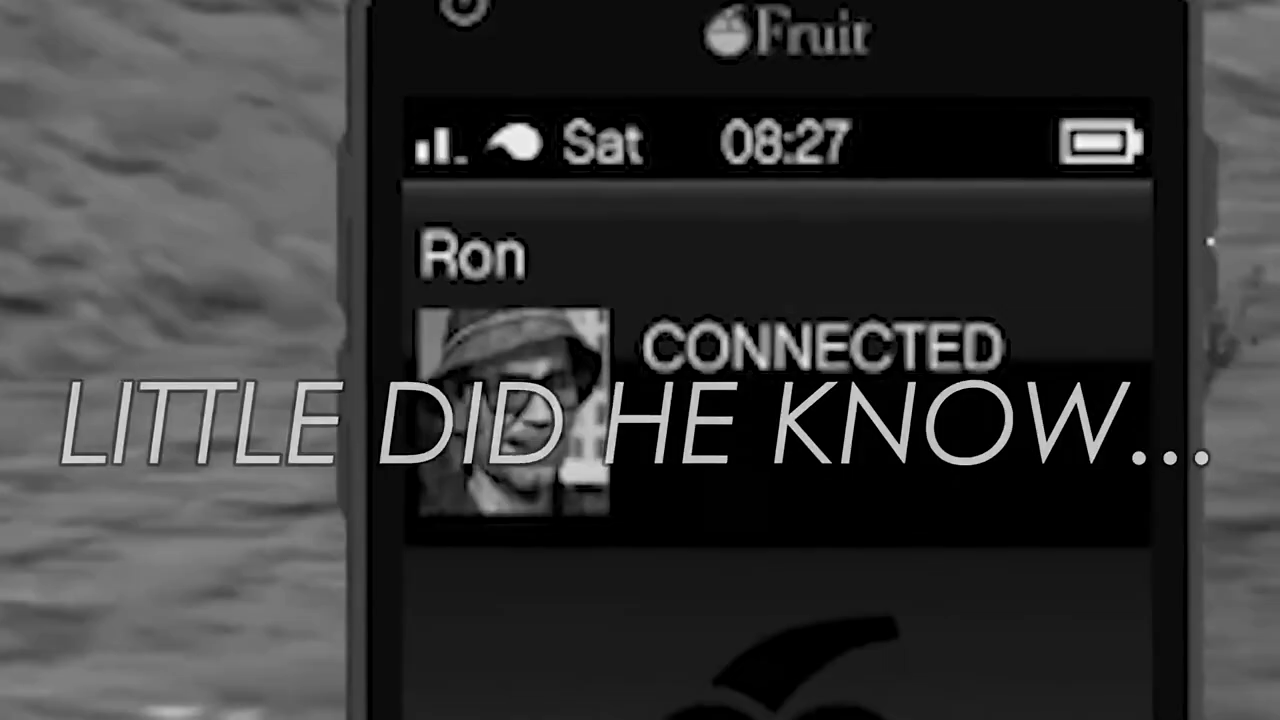 Fruit
Sat 08:27
Ron
CONNECTED
LITTLE DID HE KNOW...